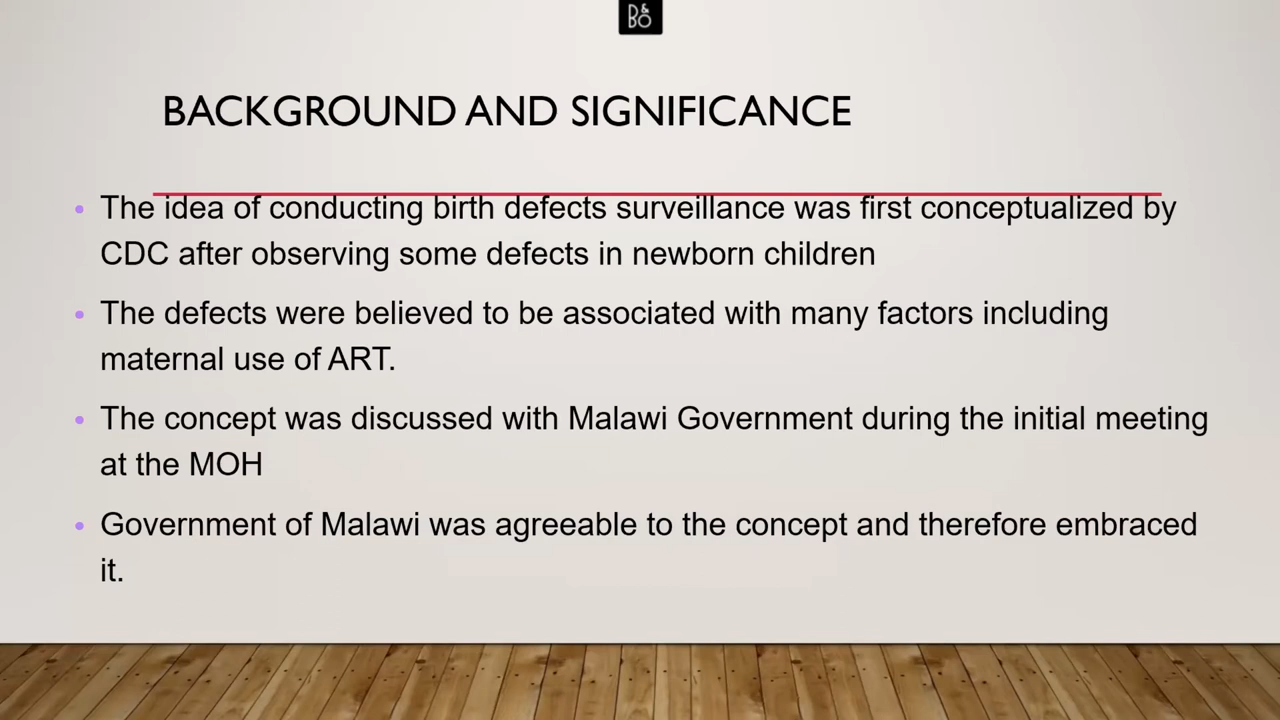 B&O
BACKGROUND AND SIGNIFICANCE
• The idea of conducting birth defects surveillance was first conceptualized by
CDC after observing some defects in newborn children
• The defects were believed to be associated with many factors including
maternal use of ART.
• The concept was discussed with Malawi Government during the initial meeting
at the MOH
• Government of Malawi was agreeable to the concept and therefore embraced
it.